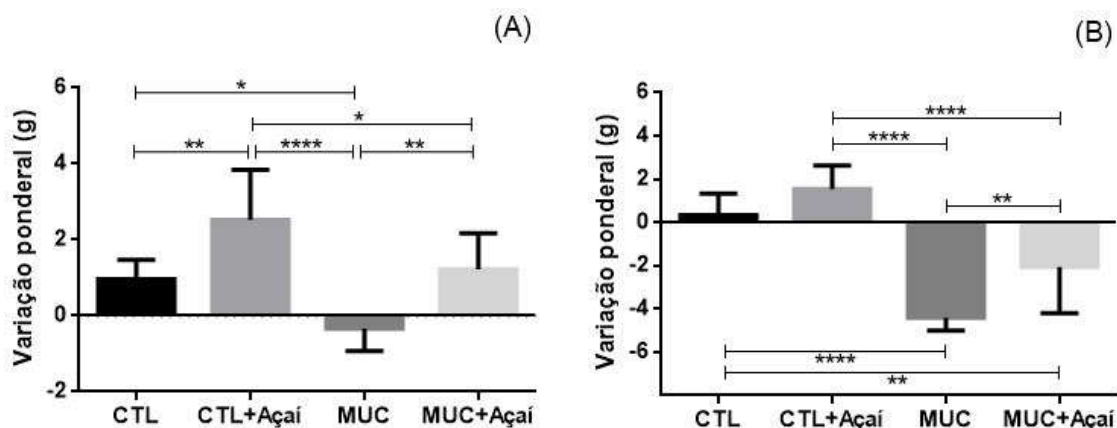 (A)
Variação ponderal (g)
6
4
2
0
-2
*
*
** **** **
CTL CTL+Açaí MUC MUC+Açaí
(B)
Variação ponderal (g)
6
4
2
0
-2
-4
-6
****
****
**
****
**
CTL CTL+Açaí MUC MUC+Açaí